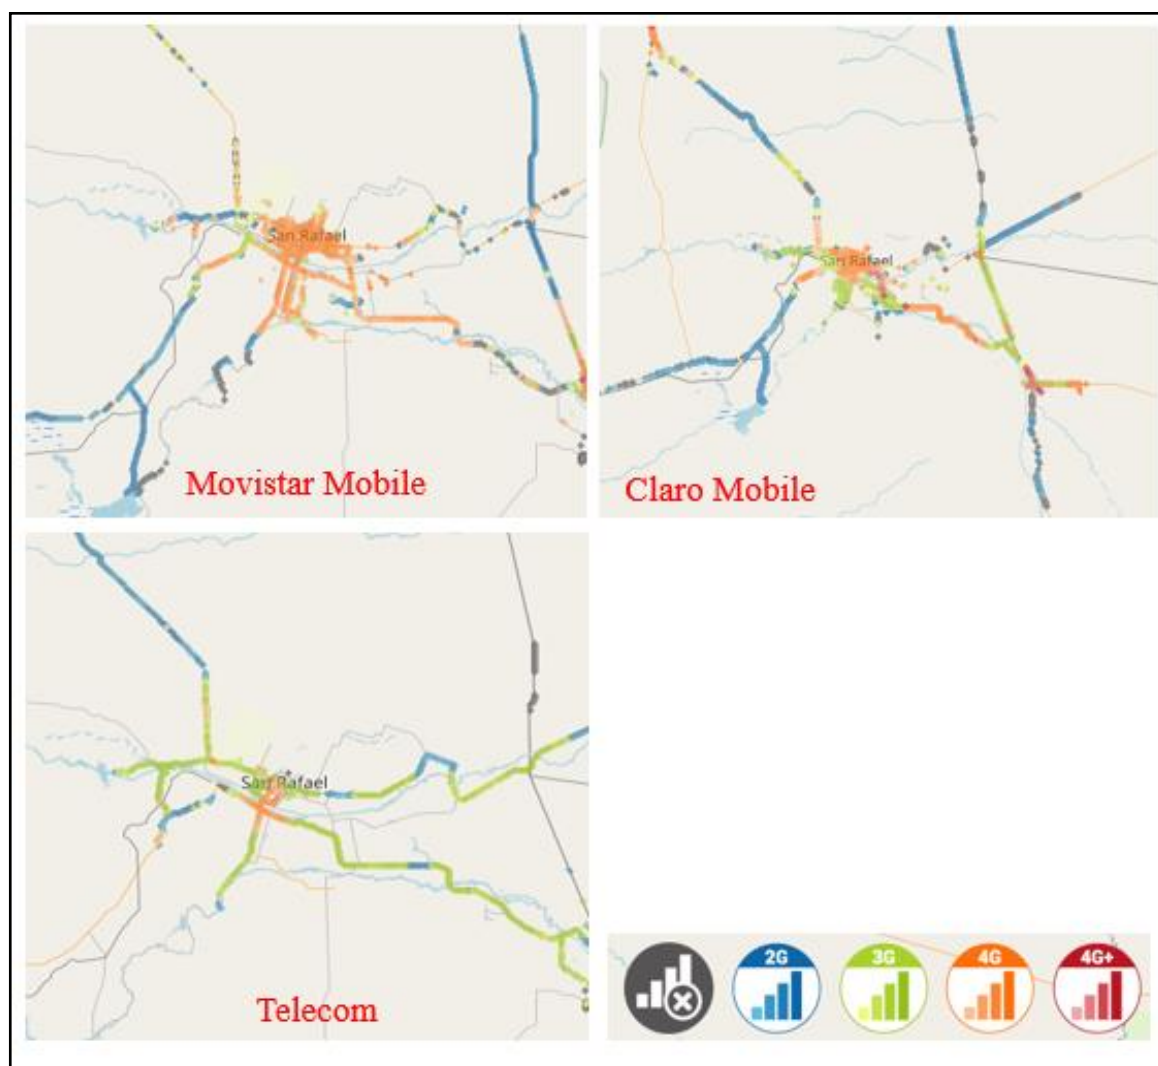 San Rafael
Movistar Mobile
San Rafael
Claro Mobile
San Rafael
Telecom
2G
3G
4G
4G+